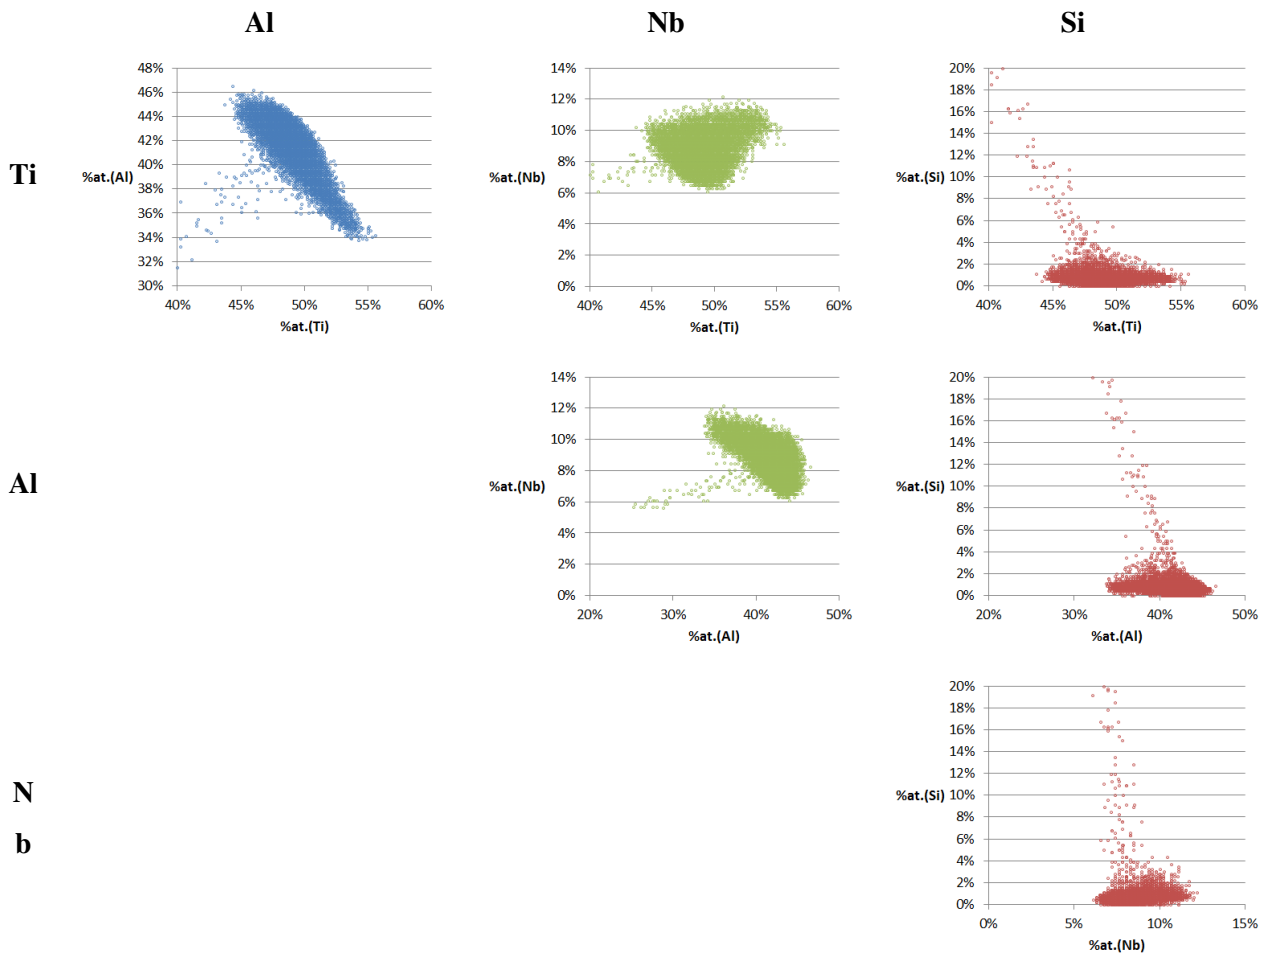 Al Nb Si
Ti
48%
46%
44%
42%
40%
38%
36%
34%
32%
30%
%at.(Al)
40% 45% 50% 55% 60%
%at.(Ti)
14%
12%
10%
8%
6%
4%
2%
0%
%at.(Nb)
40% 45% 50% 55% 60%
%at.(Ti)
20%
18%
16%
14%
12%
10%
8%
6%
4%
2%
0%
%at.(Si)
40% 45% 50% 55% 60%
%at.(Ti)
Al
14%
12%
10%
8%
6%
4%
2%
0%
%at.(Nb)
20% 30% 40% 50%
%at.(Al)
20%
18%
16%
14%
12%
10%
8%
6%
4%
2%
0%
%at.(Si)
20% 30% 40% 50%
%at.(Al)
N
b
20%
18%
16%
14%
12%
10%
8%
6%
4%
2%
0%
%at.(Si)
0% 5% 10% 15%
%at.(Nb)